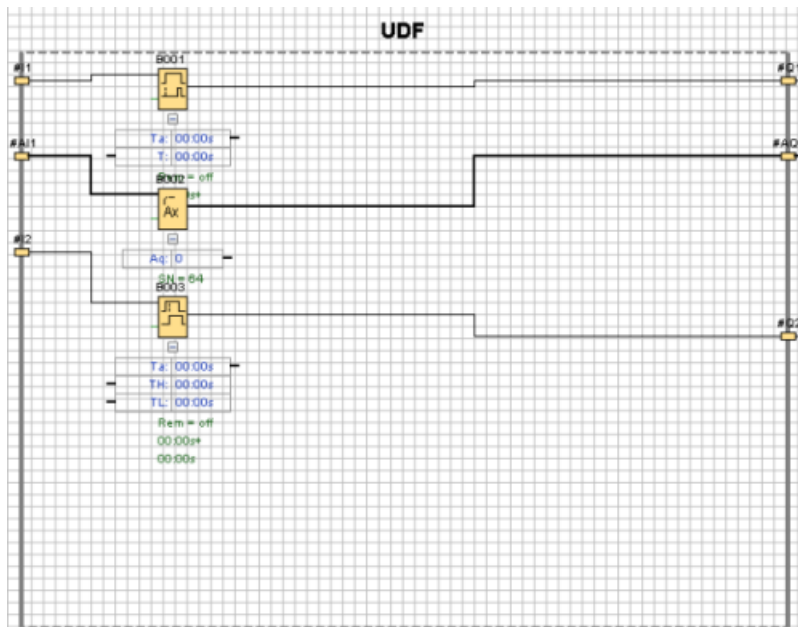 UDF
B001
#I1
#Q1
Ta: 00:00s
T: 00:00s
#AI1
#AQ
= off
B002
s+
Ax
#I2
Aq: 0
SN = 64
B003
#Q2
Ta: 00:00s
TH: 00:00s
TL: 00:00s
Rem = off
00:00s+
00:00s